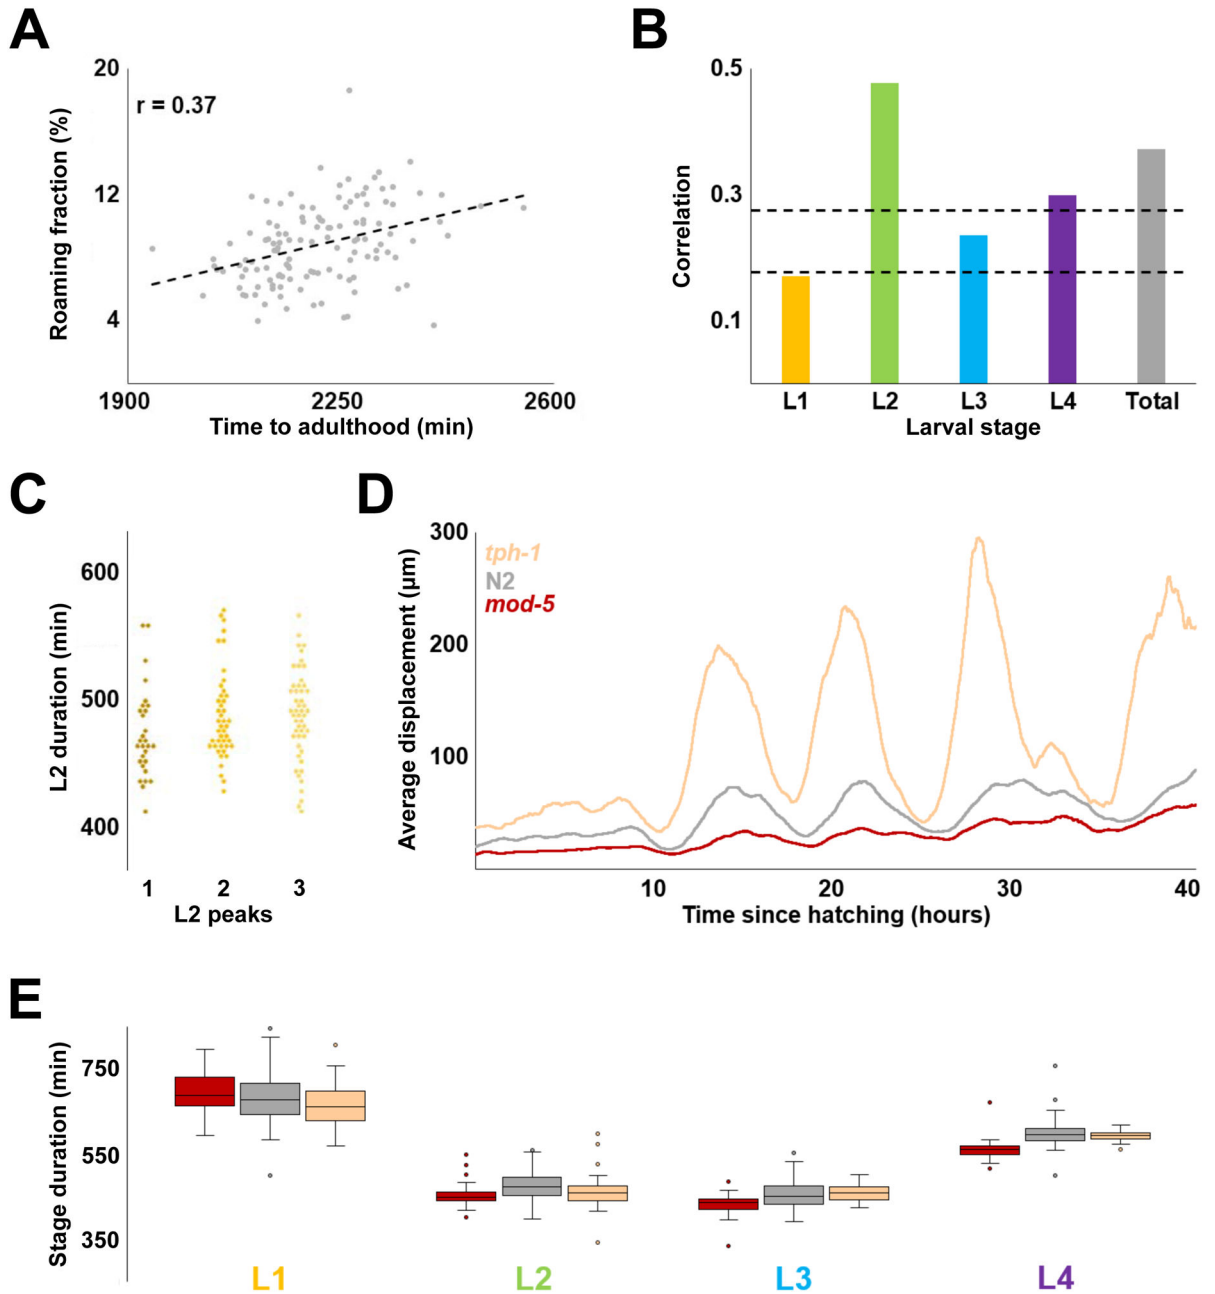 A
20
r = 0.37
12
4
Roaming fraction (%)
1900 2250 2600
Time to adulthood (min)
B
0.5
0.3
0.1
Correlation
L1 L2 L3 L4 Total
Larval stage
C
600
500
400
L2 duration (min)
1 2 3
L2 peaks
D
300
200
100
Average displacement (μm)
tph-1
N2
mod-5
10 20 30 40
Time since hatching (hours)
E
750
550
350
Stage duration (min)
L1 L2 L3 L4